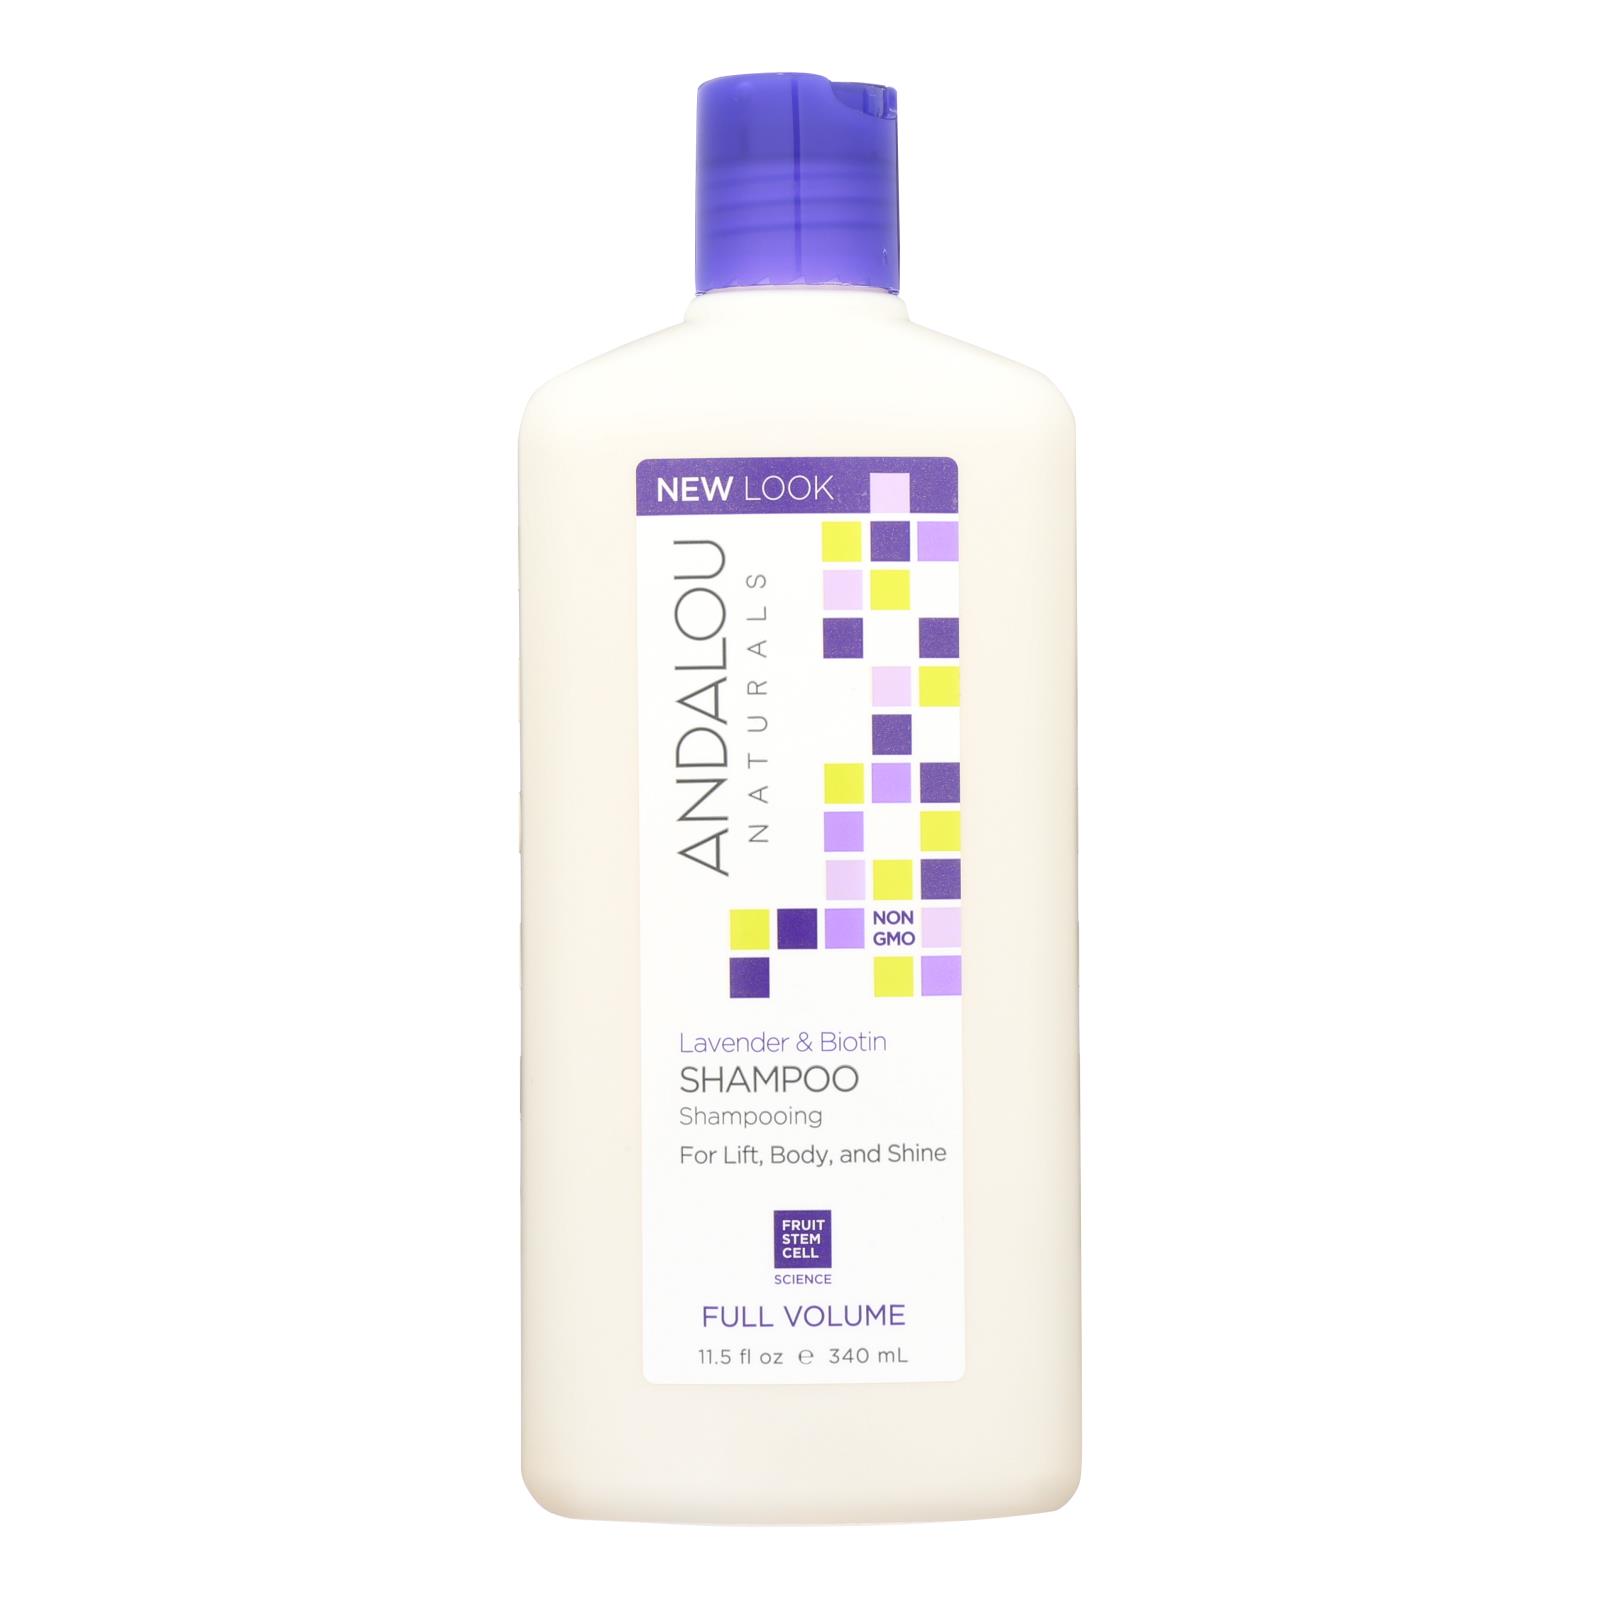 NEW LOOK
ANDALOU
NATURALS
NON
GMO
Lavender & Biotin
SHAMPOO
Shampooing
For Lift, Body, and Shine
FRUIT
STEM
CELL
SCIENCE
FULL VOLUME
11.5 fl oz ℮ 340 mL